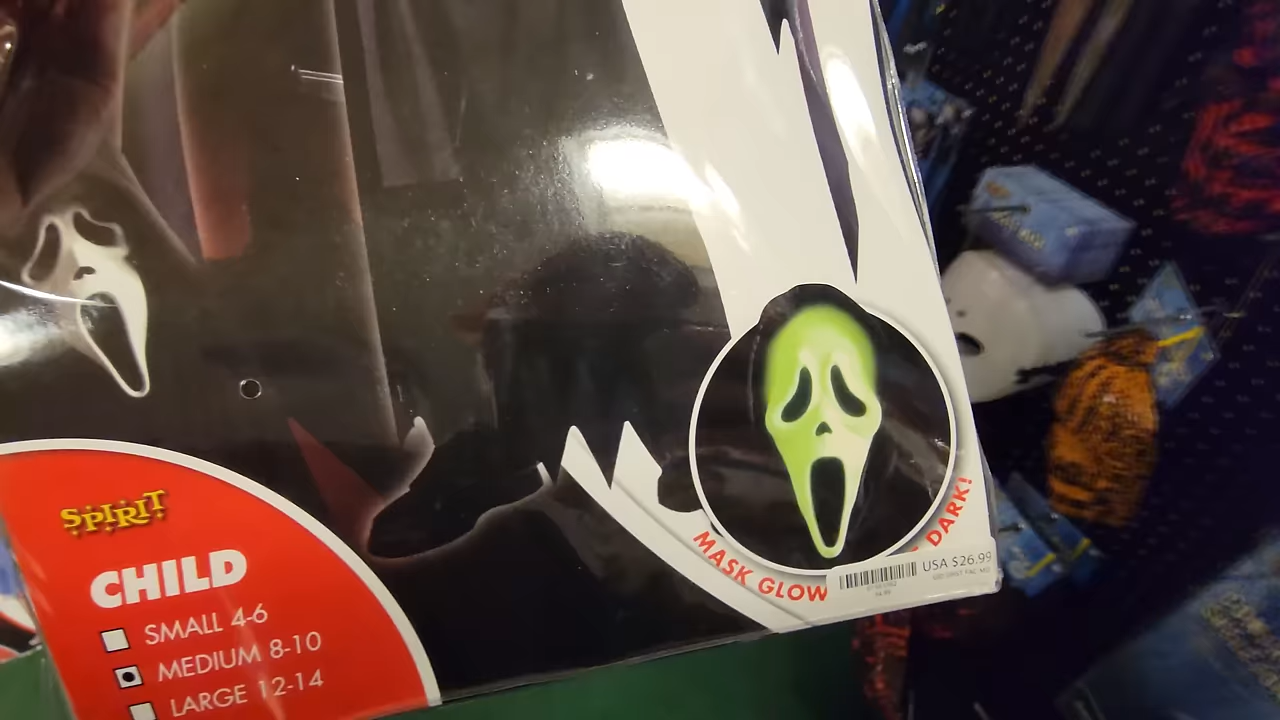 SPIRIT
CHILD
SMALL 4-6
MEDIUM 8-10
LARGE 12-14
MASK GLOW
DARK!
USA $26.99